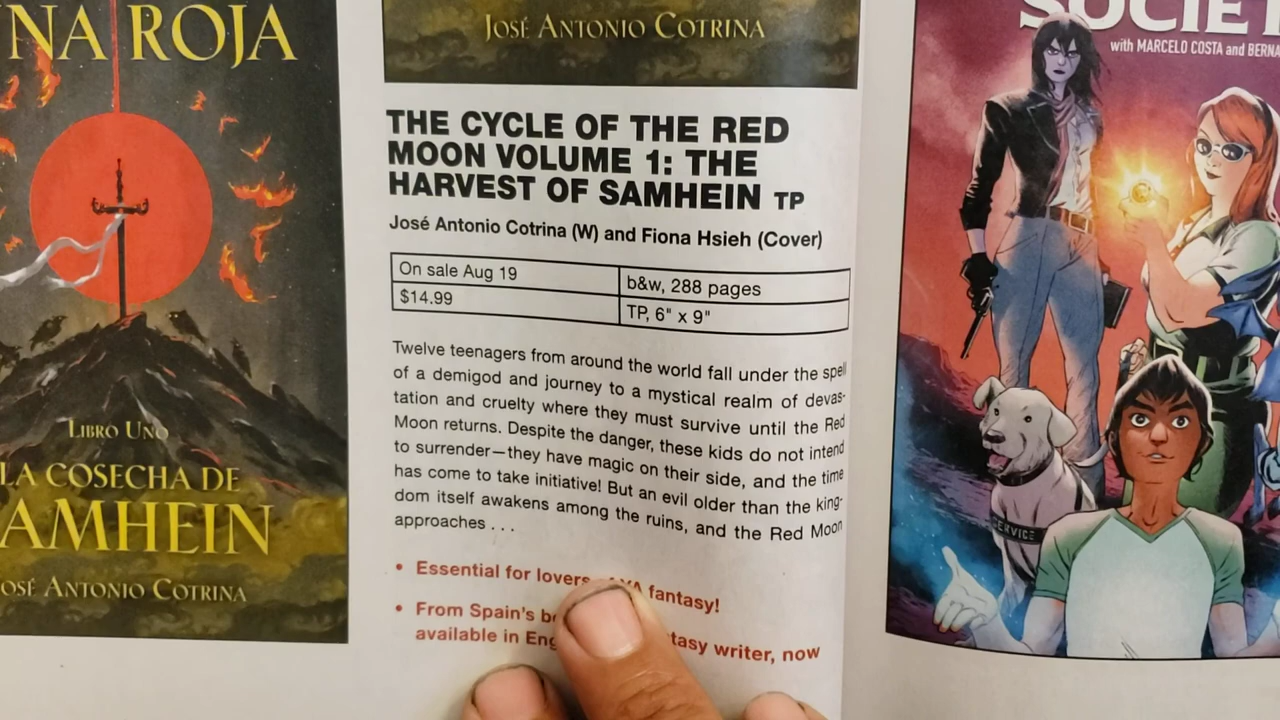 NA ROJA
LIBRO UNO
LA COSECHA DE
AMHEIN
OSÉ ANTONIO COTRINA
JOSÉ ANTONIO COTRINA
THE CYCLE OF THE RED
MOON VOLUME 1: THE
HARVEST OF SAMHEIN TP
José Antonio Cotrina (W) and Fiona Hsieh (Cover)
On sale Aug 19
b&w, 288 pages
$14.99
TP, 6" x 9"
Twelve teenagers from around the world fall under the spell
of a demigod and journey to a mystical realm of devas-
tation and cruelty where they must survive until the Red
Moon returns. Despite the danger, these kids do not intend
to surrender—they have magic on their side, and the time
has come to take initiative! But an evil older than the king-
dom itself awakens among the ruins, and the Red Moon
approaches . . .
• Essential for lovers fantasy!
• From Spain's
available in writer, now
SOCIET
with MARCELO COSTA and BERNA
SERVICE